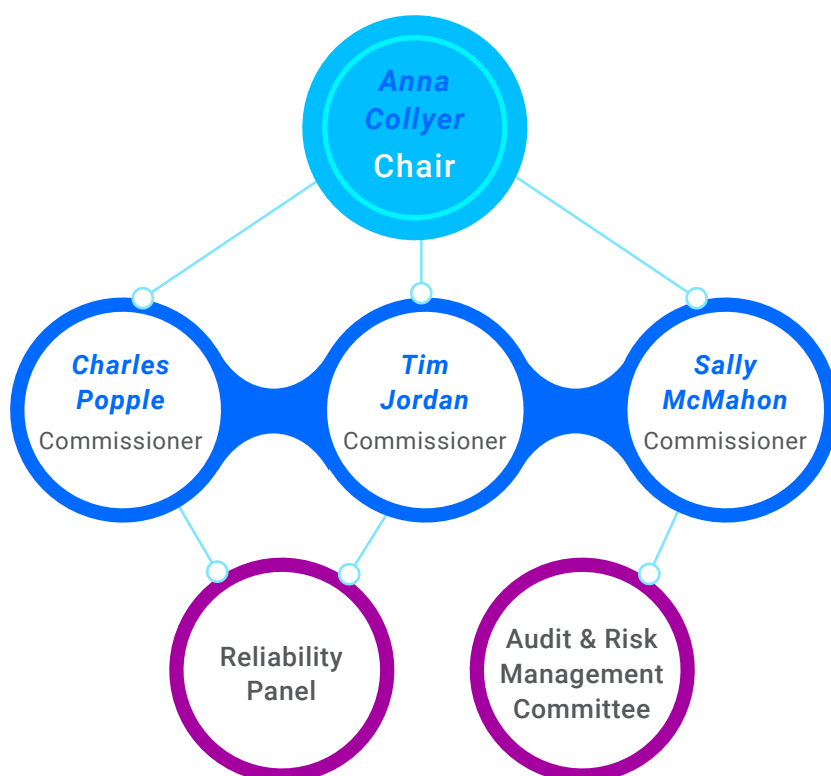 Anna
Collyer
Chair
Charles
Popple
Commissioner
Tim
Jordan
Commissioner
Sally
McMahon
Commissioner
Reliability
Panel
Audit & Risk
Management
Committee